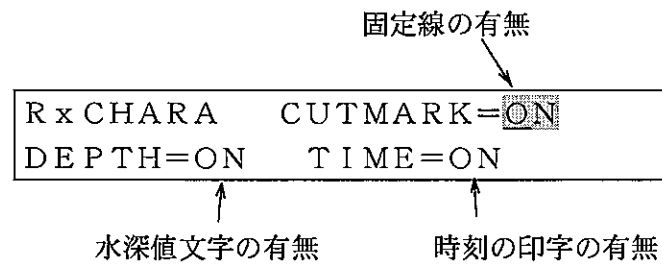 固定線の有無
RxCHARA CUTMARK=ON
DEPTH=ON TIME=ON
水深値文字の有無 時刻の印字の有無